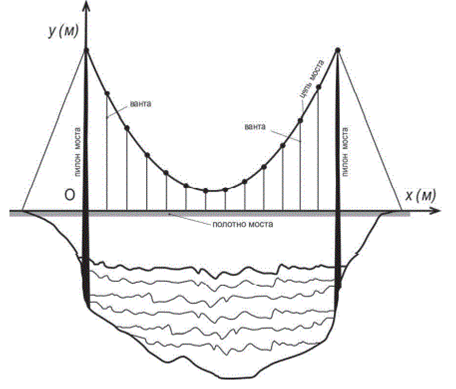 y (м)
цепь моста
ванта
ванта
пилон моста
пилон моста
O
x (м)
полотно моста